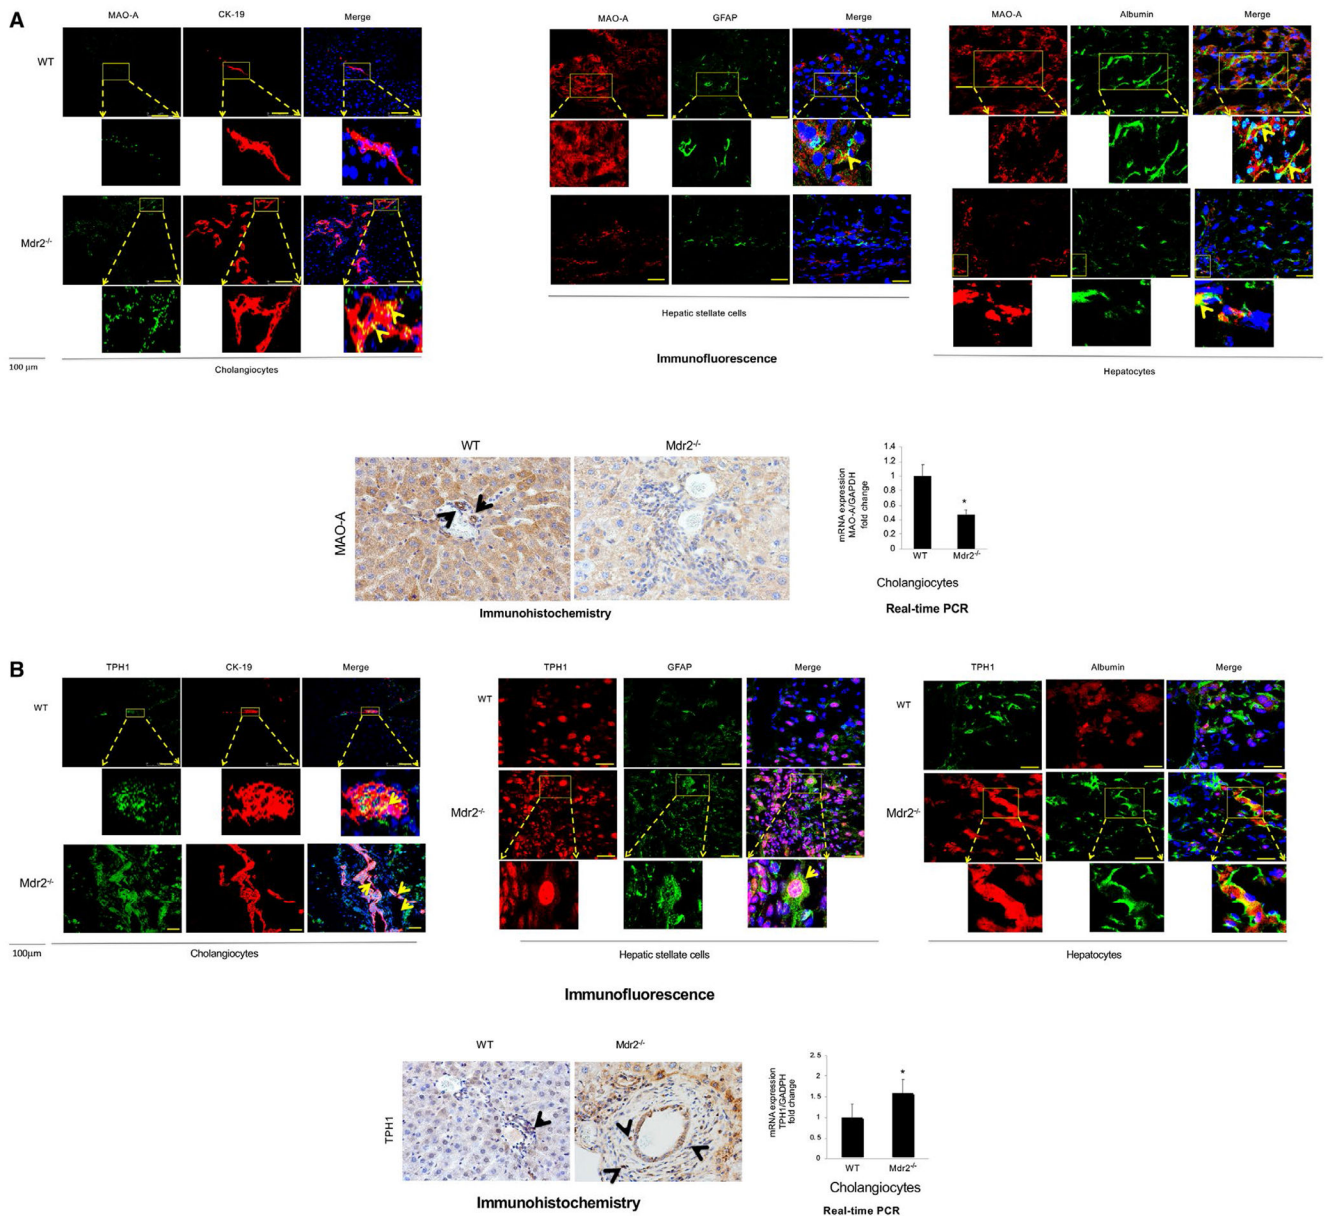 A
MAO-A CK-19 Merge
WT
Mdr2-/-
100 µm
Cholangiocytes
MAO-A GFAP Merge
Hepatic stellate cells
Immunofluorescence
MAO-A Albumin Merge
Hepatocytes
WT Mdr2-/-
MAO-A
Immunohistochemistry
mRNA expression
MAO-A/GAPDH
fold change
1.4
1.2
1
0.8
0.6
0.4
0.2
0
*
WT Mdr2-/-
Cholangiocytes
Real-time PCR
B
TPH1 CK-19 Merge
WT
Mdr2-/-
100µm
Cholangiocytes
TPH1 GFAP Merge
WT
Mdr2-/-
Hepatic stellate cells
TPH1 Albumin Merge
WT
Mdr2-/-
Hepatocytes
Immunofluorescence
WT Mdr2-/-
TPH1
Immunohistochemistry
mRNA expression
TPH1/GADPH
fold change
2.5
2
1.5
1
0.5
0
*
WT Mdr2-/-
Cholangiocytes
Real-time PCR